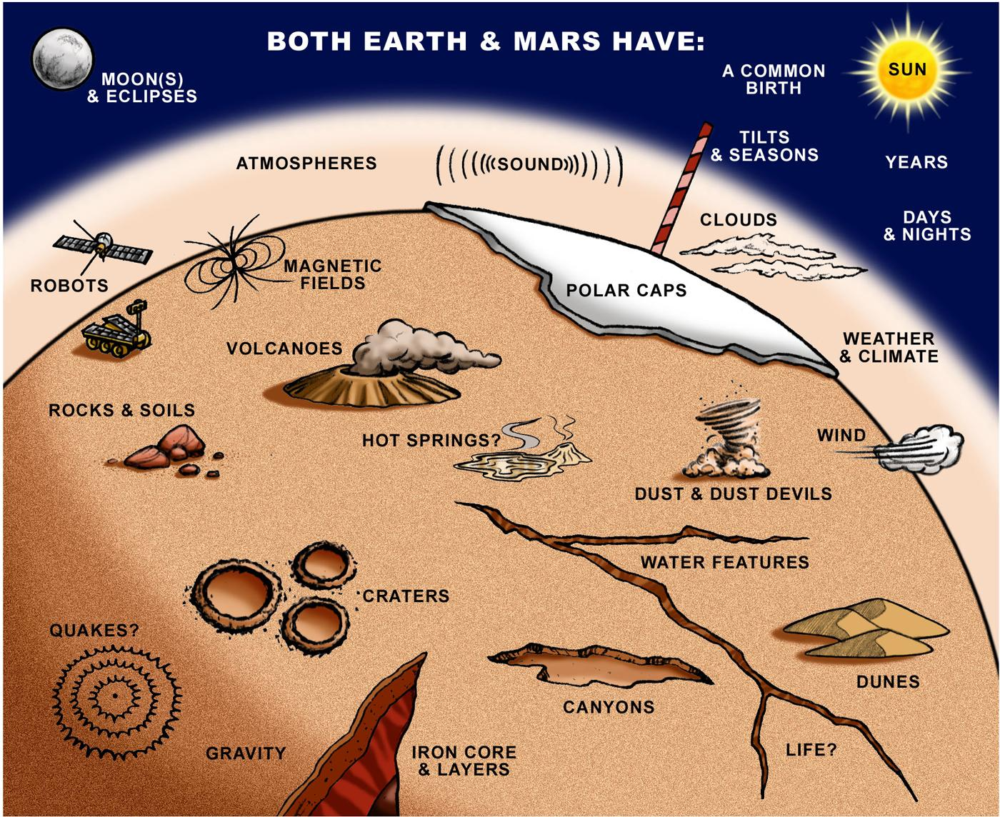 BOTH EARTH & MARS HAVE:
MOON(S)
& ECLIPSES
A COMMON
BIRTH
SUN
TILTS
& SEASONS
YEARS
ATMOSPHERES
SOUND
CLOUDS
DAYS
& NIGHTS
ROBOTS
MAGNETIC
FIELDS
POLAR CAPS
VOLCANOES
WEATHER
& CLIMATE
ROCKS & SOILS
HOT SPRINGS?
WIND
DUST & DUST DEVILS
WATER FEATURES
CRATERS
QUAKES?
DUNES
CANYONS
GRAVITY
IRON CORE
& LAYERS
LIFE?